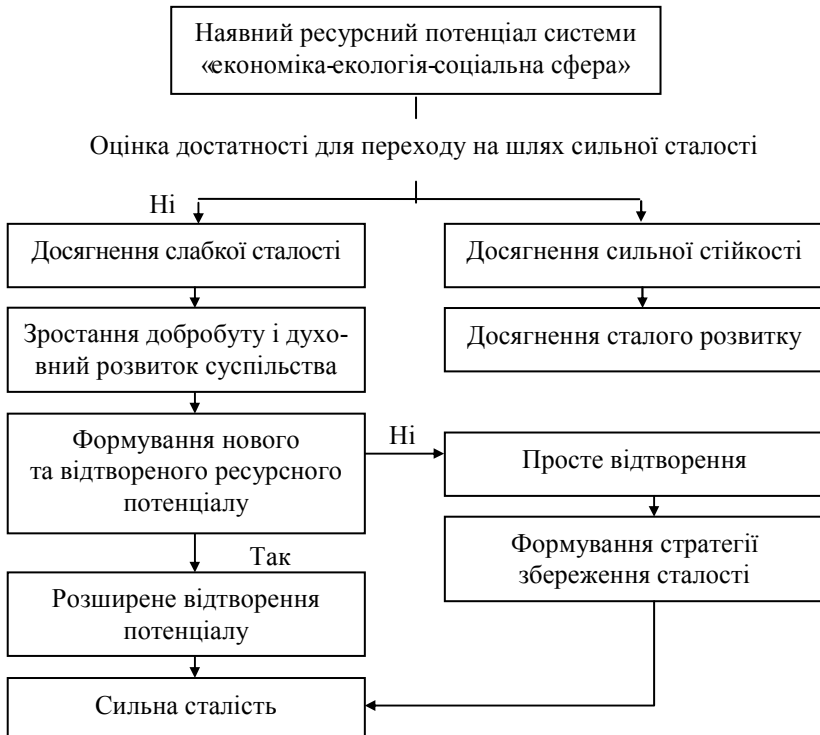 Наявний ресурсний потенціал системи
«економіка-екологія-соціальна сфера»
Оцінка достатності для переходу на шлях сильної сталості
Ні
Досягнення слабкої сталості
Досягнення сильної стійкості
Зростання добробуту і духо-
вний розвиток суспільства
Досягнення сталого розвитку
Формування нового
та відтвореного ресурсного
потенціалу
Ні
Просте відтворення
Так
Формування стратегії
збереження сталості
Розширене відтворення
потенціалу
Сильна сталість